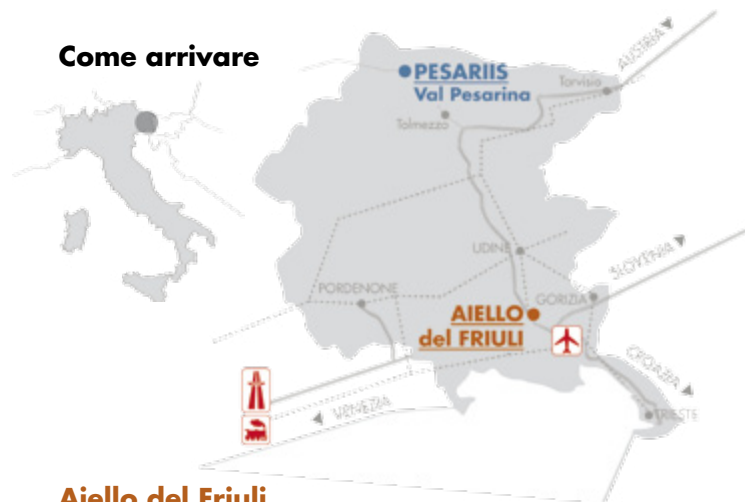 Come arrivare
PESARIIS
Val Pesarina
AUSTRIA
Tarvisio
Tolmezzo
UDINE
SLOVENIA
PORDENONE
GORIZIA
AIELLO
del FRIULI
CROAZIA
VENEZIA
TRIESTE
Aiello del Friuli